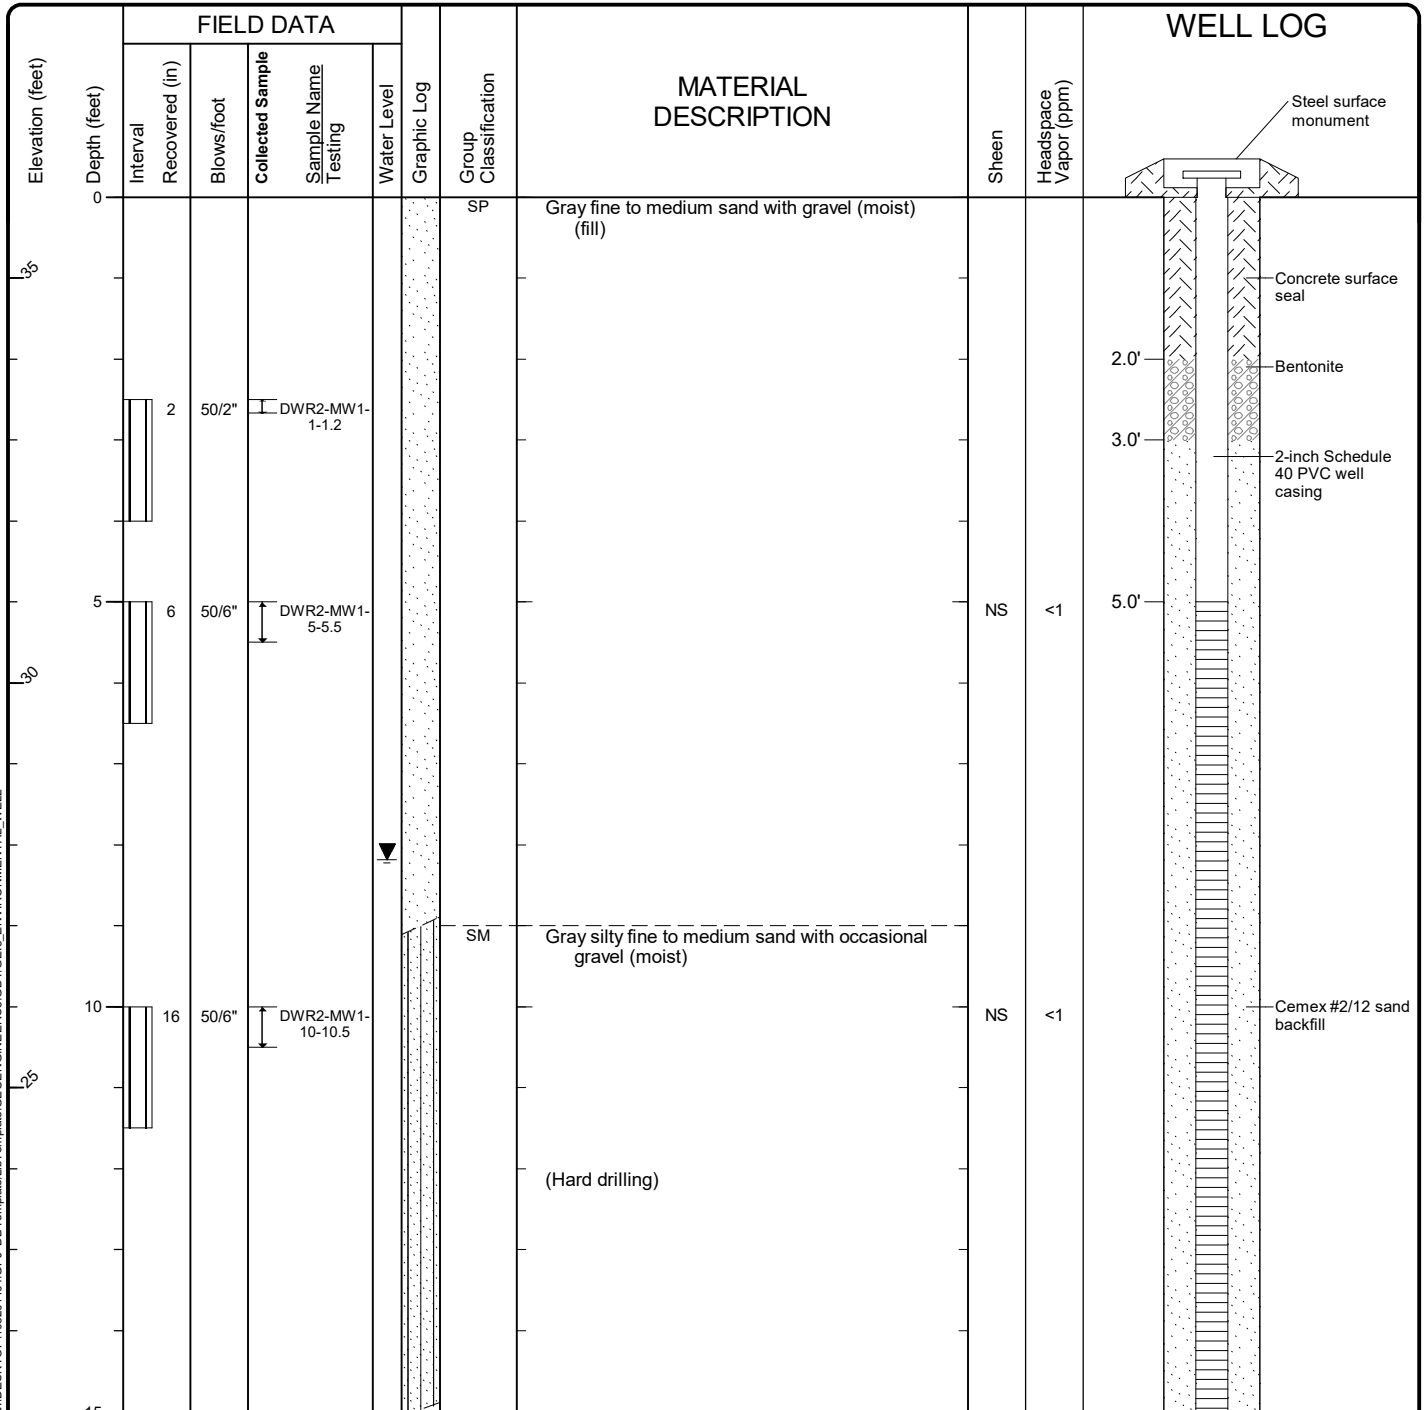 FIELD DATA
WELL LOG
Elevation (feet)
Depth (feet)
Interval
Recovered (in)
Blows/foot
Collected Sample
Sample Name
Testing
Water Level
Graphic Log
Group
Classification
MATERIAL
DESCRIPTION
Sheen
Headspace
Vapor (ppm)
Steel surface
monument
0
SP
Gray fine to medium sand with gravel (moist)
(fill)
35
Concrete surface
seal
2.0'
Bentonite
2
50/2"
DWR2-MW1-
1-1.2
3.0'
2-inch Schedule
40 PVC well
casing
5
6
50/6"
DWR2-MW1-
5-5.5
NS
<1
5.0'
30
SM
Gray silty fine to medium sand with occasional
gravel (moist)
10
16
50/6"
DWR2-MW1-
10-10.5
NS
<1
Cemex #2/12 sand
backfill
25
(Hard drilling)
15